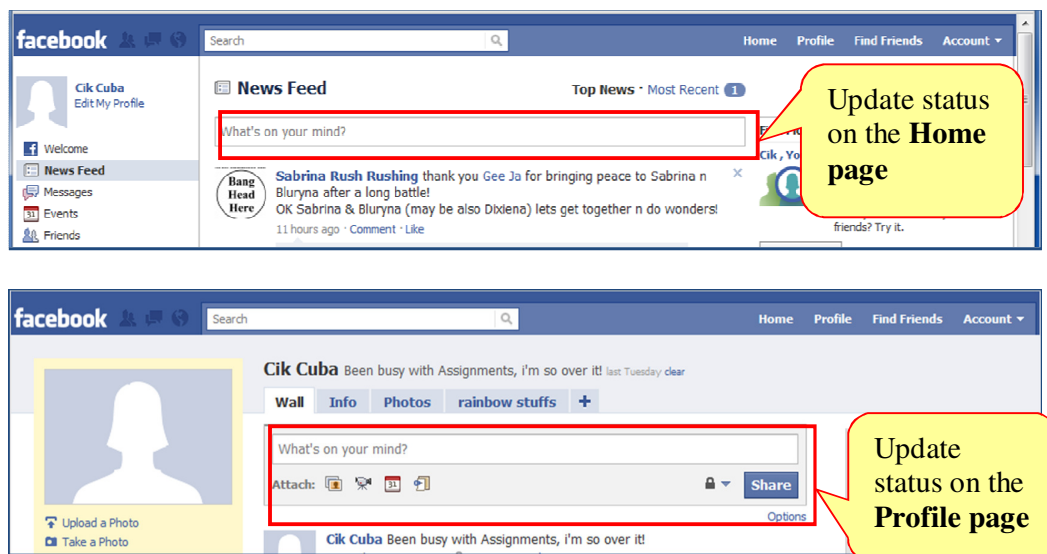 facebook Search Home Profile Find Friends Account
Cik Cuba
Edit My Profile
News Feed Top News · Most Recent 1
What's on your mind?
Update status
on the Home
page
Welcome
News Feed
Messages
31 Events
Friends
Bang
Head
Here
Sabrina Rush Rushing thank you Gee Ja for bringing peace to Sabrina n
Bluryna after a long battle!
OK Sabrina & Bluryna (may be also Dixiena) lets get together n do wonders!
11 hours ago · Comment · Like
Cik, Yo
friends? Try it.
facebook Search Home Profile Find Friends Account
Cik Cuba Been busy with Assignments, i'm so over it! last Tuesday clear
Wall Info Photos rainbow stuffs +
What's on your mind?
Attach: 31 Share
Options
Update
status on the
Profile page
Upload a Photo
Take a Photo
Cik Cuba Been busy with Assignments, i'm so over it!